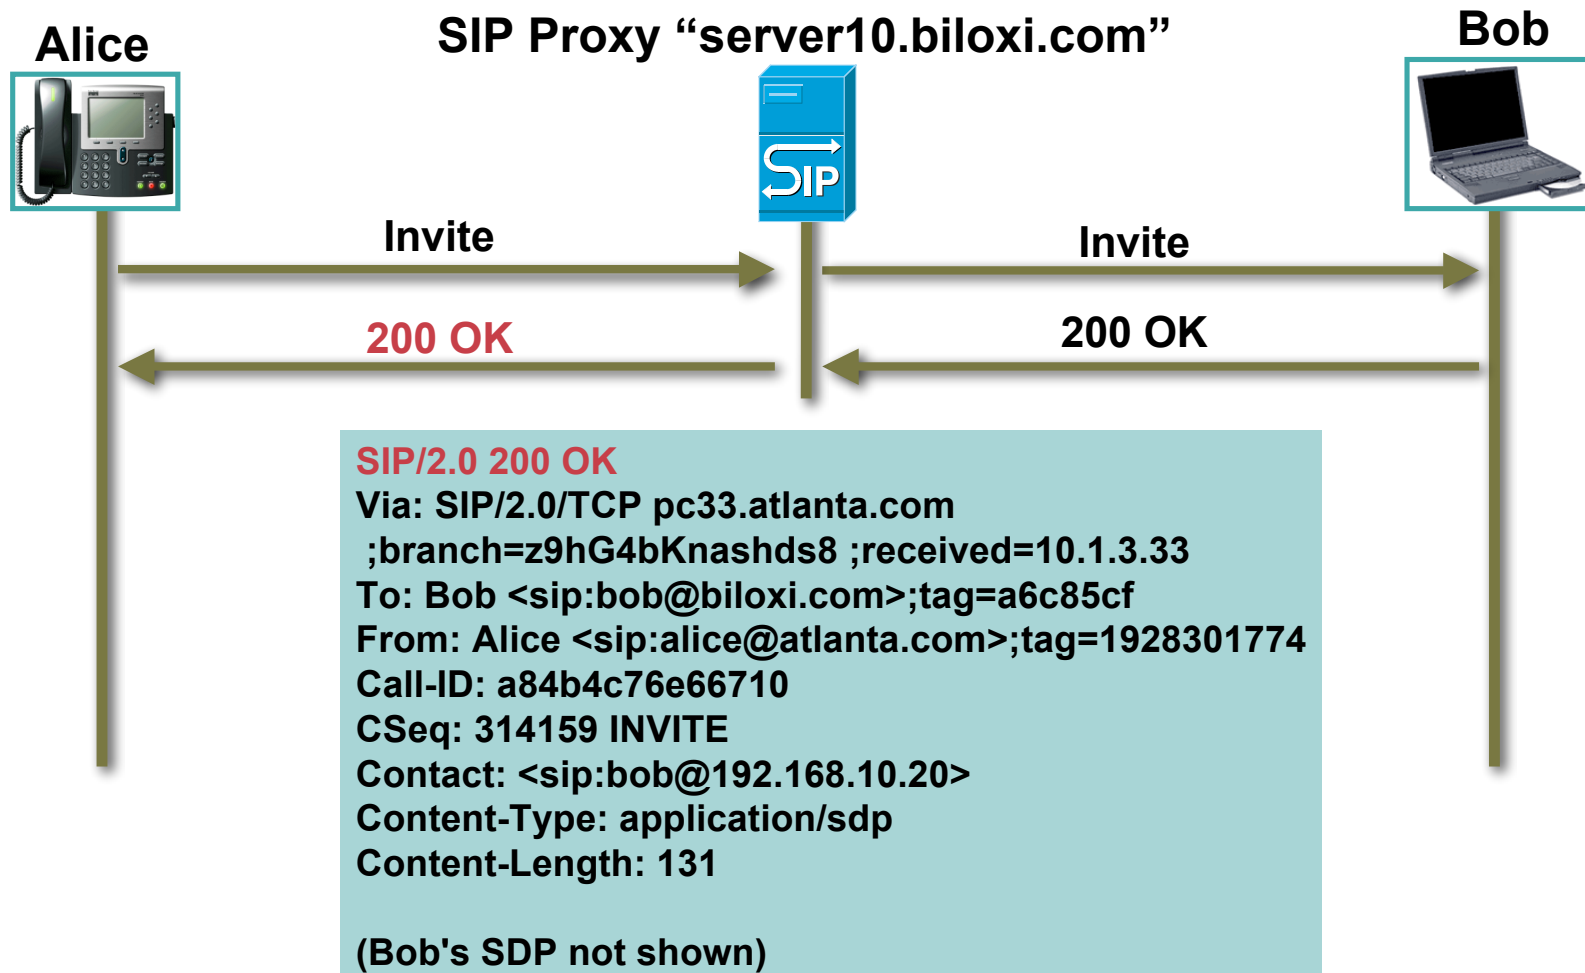 Alice
SIP Proxy “server10.biloxi.com”
Bob
SIP
Invite
Invite
200 OK
200 OK
SIP/2.0 200 OK
Via: SIP/2.0/TCP pc33.atlanta.com
;branch=z9hG4bKnashds8 ;received=10.1.3.33
To: Bob <sip:bob@biloxi.com>;tag=a6c85cf
From: Alice <sip:alice@atlanta.com>;tag=1928301774
Call-ID: a84b4c76e66710
CSeq: 314159 INVITE
Contact: <sip:bob@192.168.10.20>
Content-Type: application/sdp
Content-Length: 131
(Bob's SDP not shown)